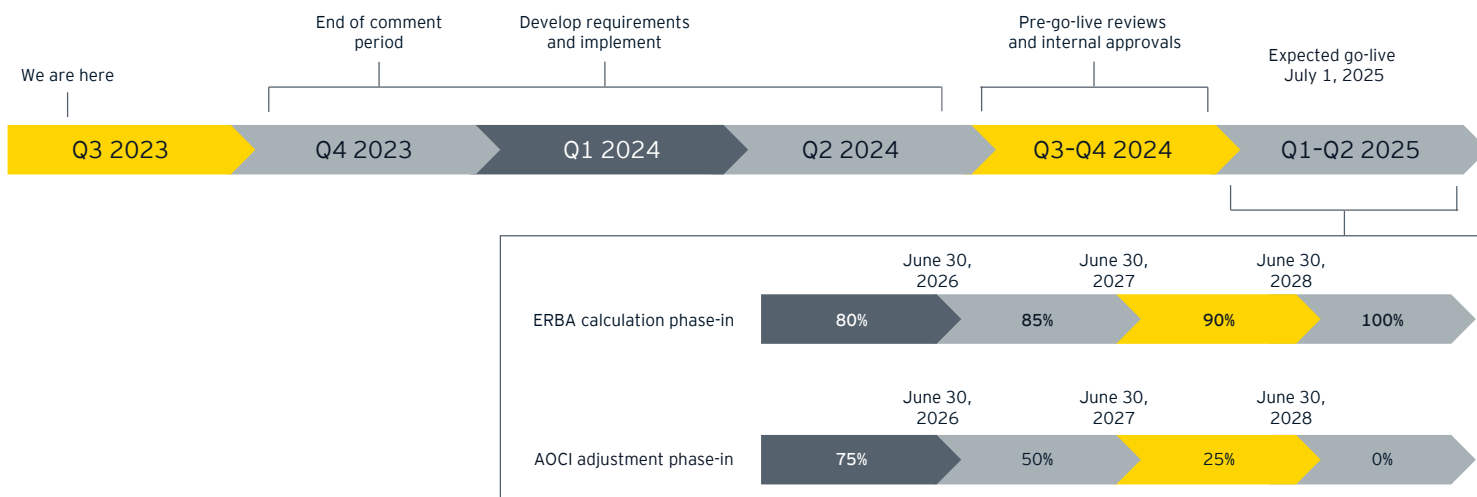 We are here
End of comment
period
Develop requirements
and implement
Pre-go-live reviews
and internal approvals
Expected go-live
July 1, 2025
Q3 2023
Q4 2023
Q1 2024
Q2 2024
Q3–Q4 2024
Q1–Q2 2025
June 30,
2026
June 30,
2027
June 30,
2028
ERBA calculation phase-in
80%
85%
90%
100%
June 30,
2026
June 30,
2027
June 30,
2028
AOCI adjustment phase-in
75%
50%
25%
0%